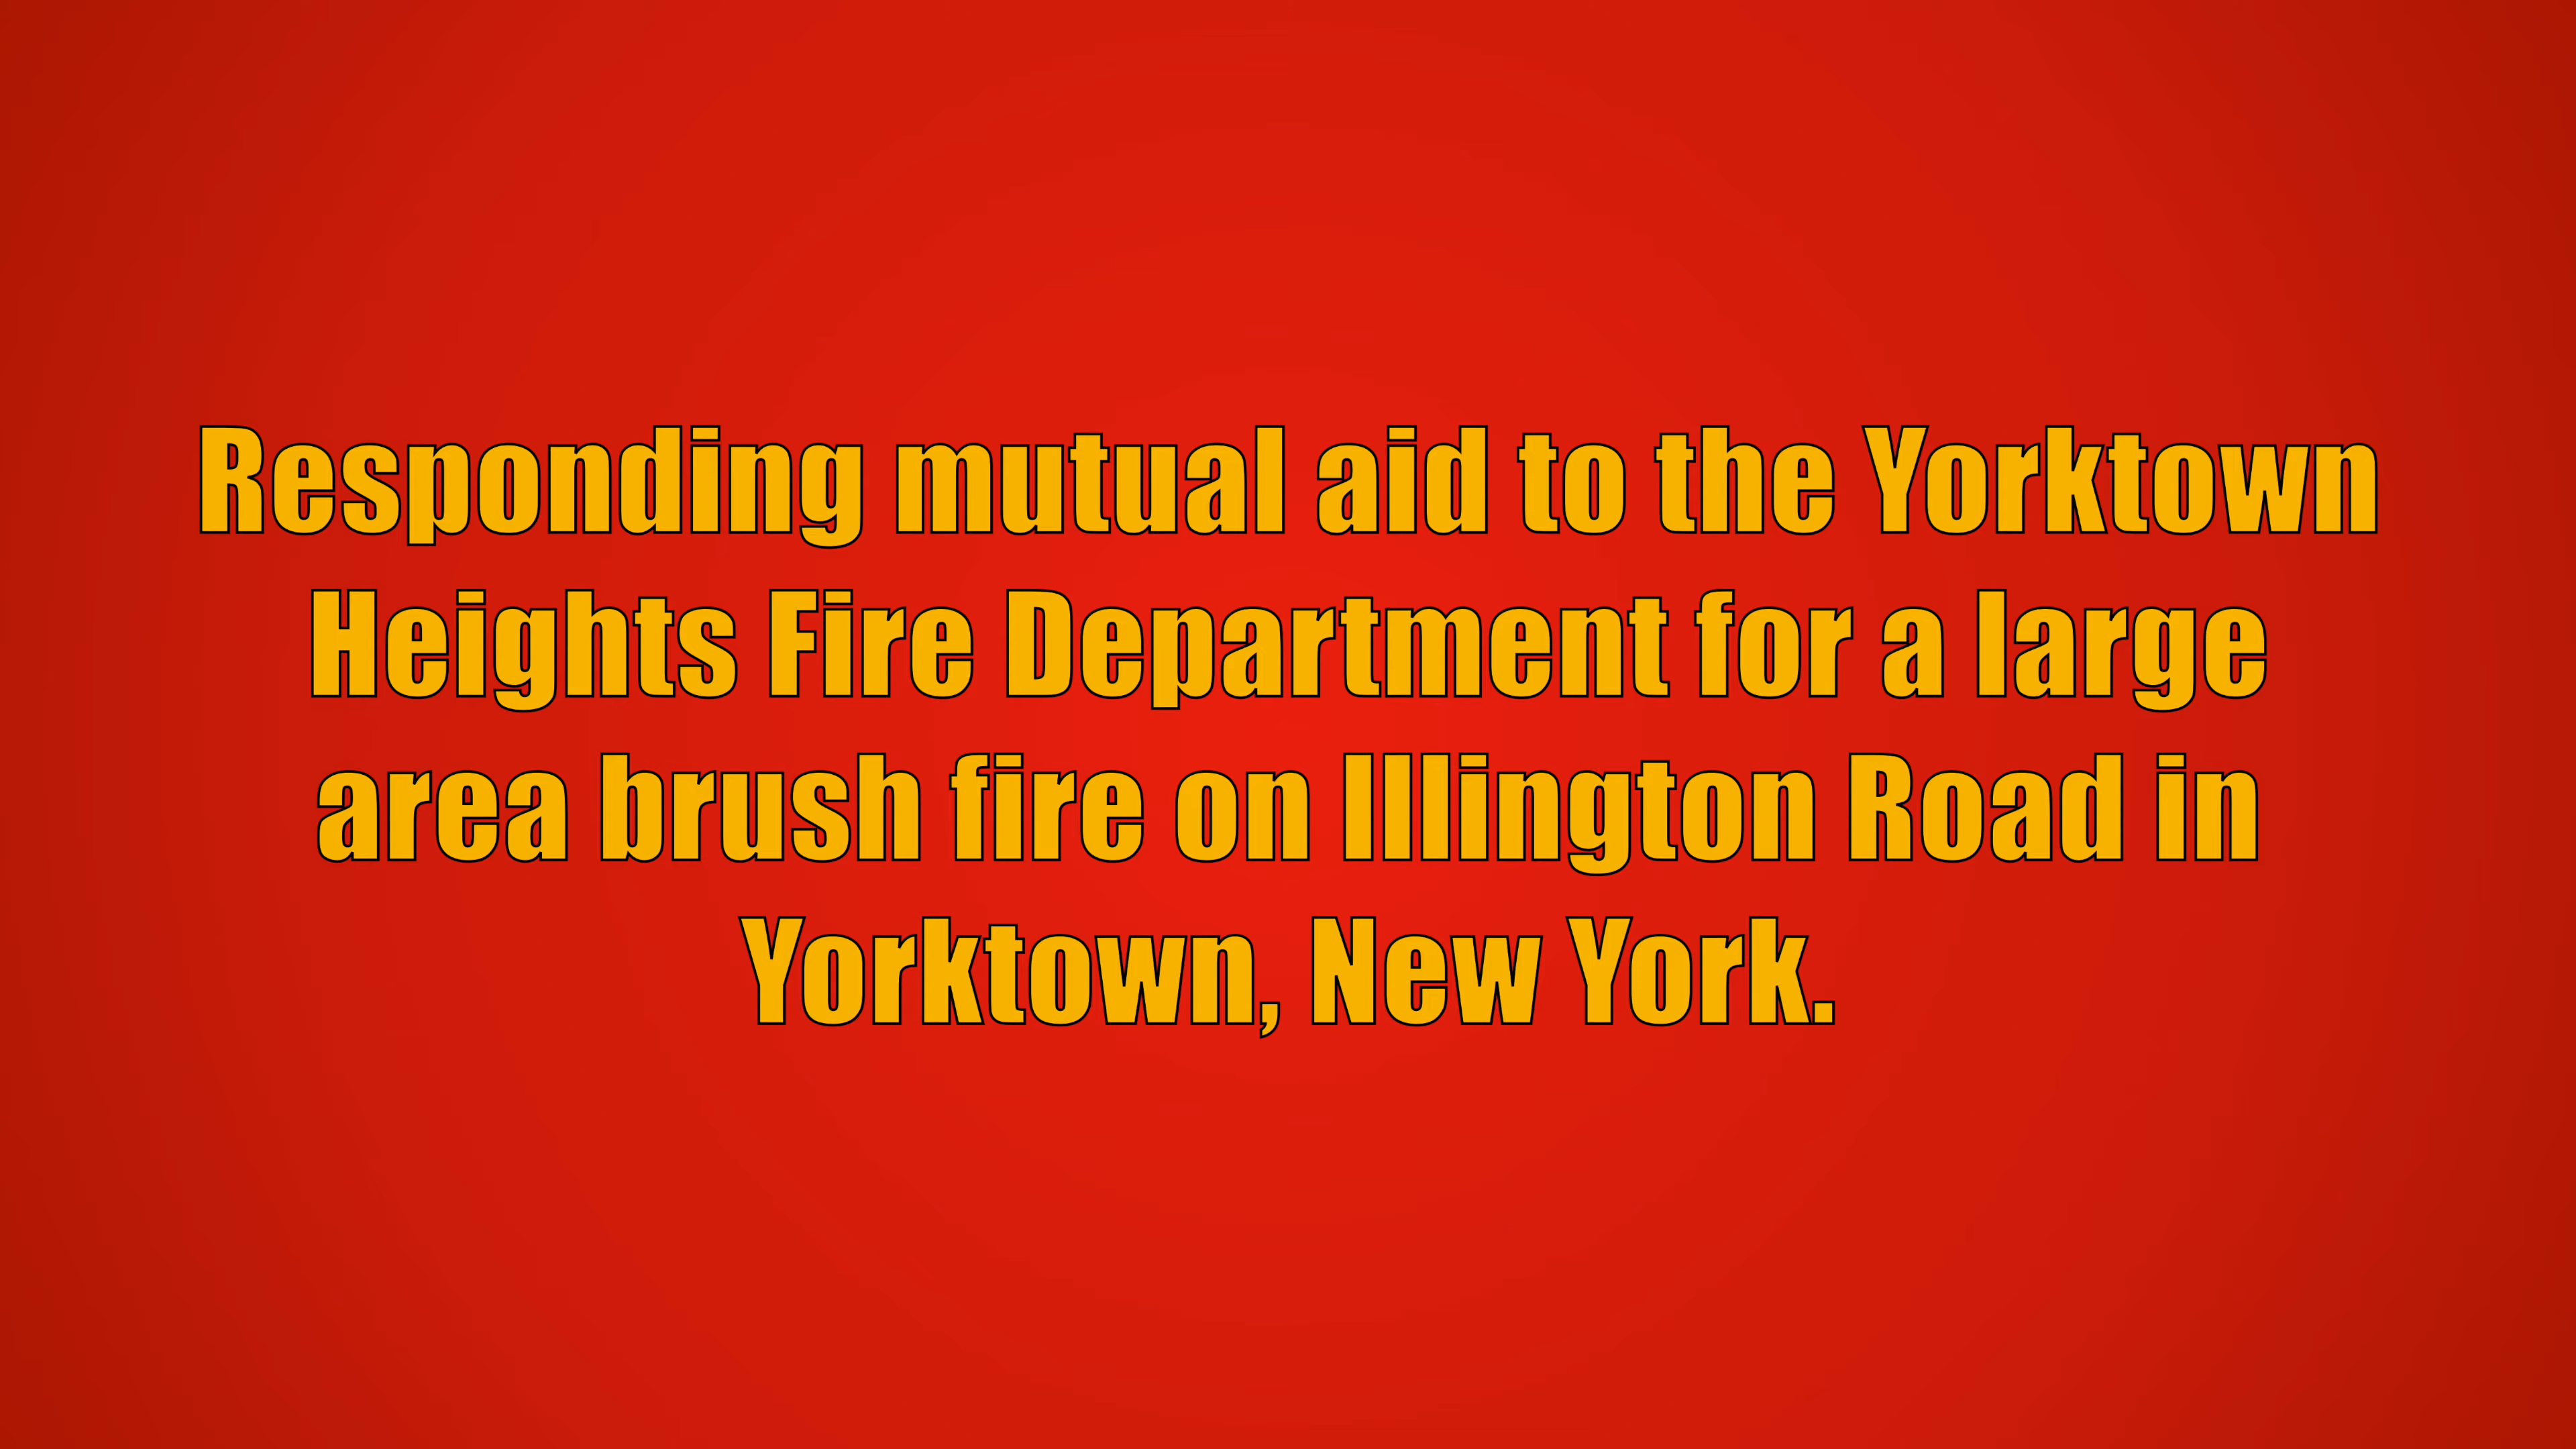 Responding mutual aid to the Yorktown
Heights Fire Department for a large
area brush fire on Illington Road in
Yorktown, New York.